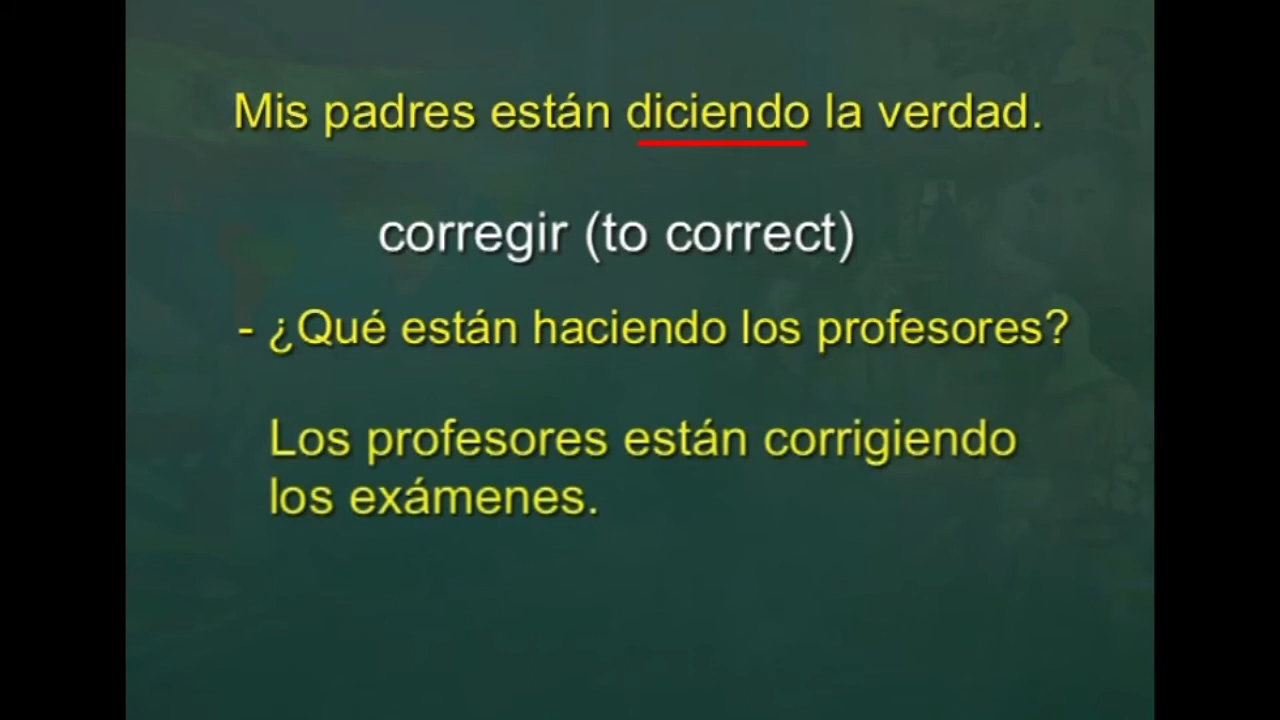 Mis padres están diciendo la verdad.
corregir (to correct)
- ¿Qué están haciendo los profesores?
Los profesores están corrigiendo
los exámenes.